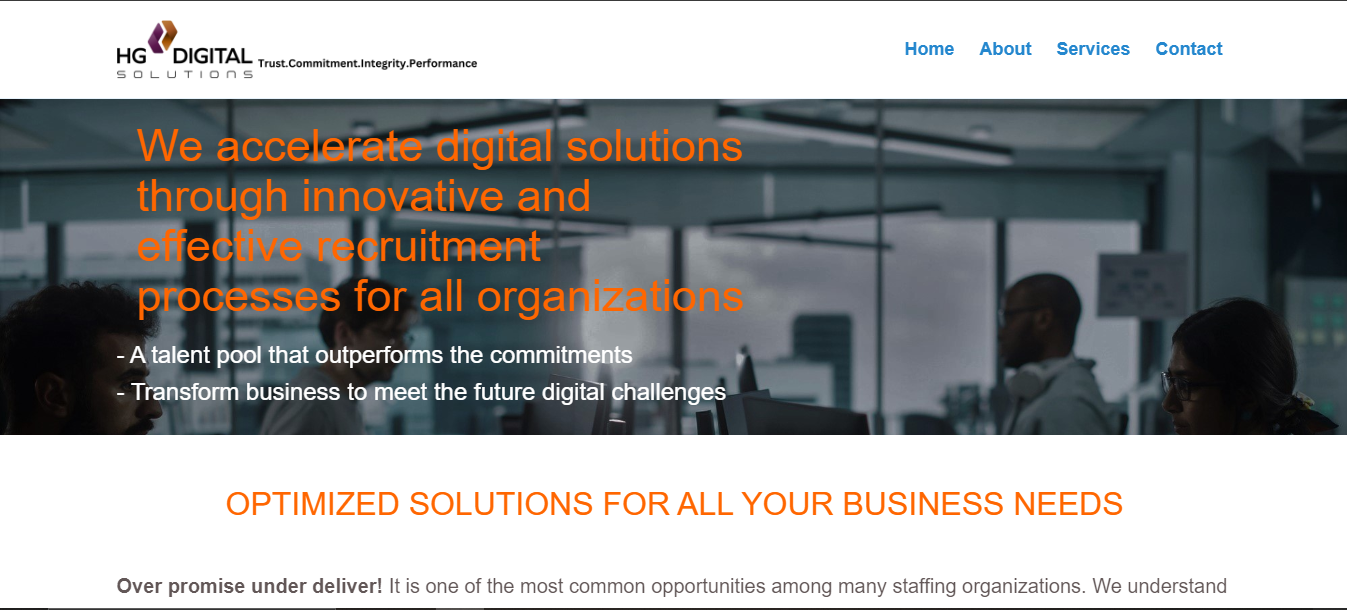 HG DIGITAL
SOLUTIONS
Trust.Commitment.Integrity.Performance
Home About Services Contact
We accelerate digital solutions
through innovative and
effective recruitment
processes for all organizations
- A talent pool that outperforms the commitments
- Transform business to meet the future digital challenges
OPTIMIZED SOLUTIONS FOR ALL YOUR BUSINESS NEEDS
Over promise under deliver! It is one of the most common opportunities among many staffing organizations. We understand